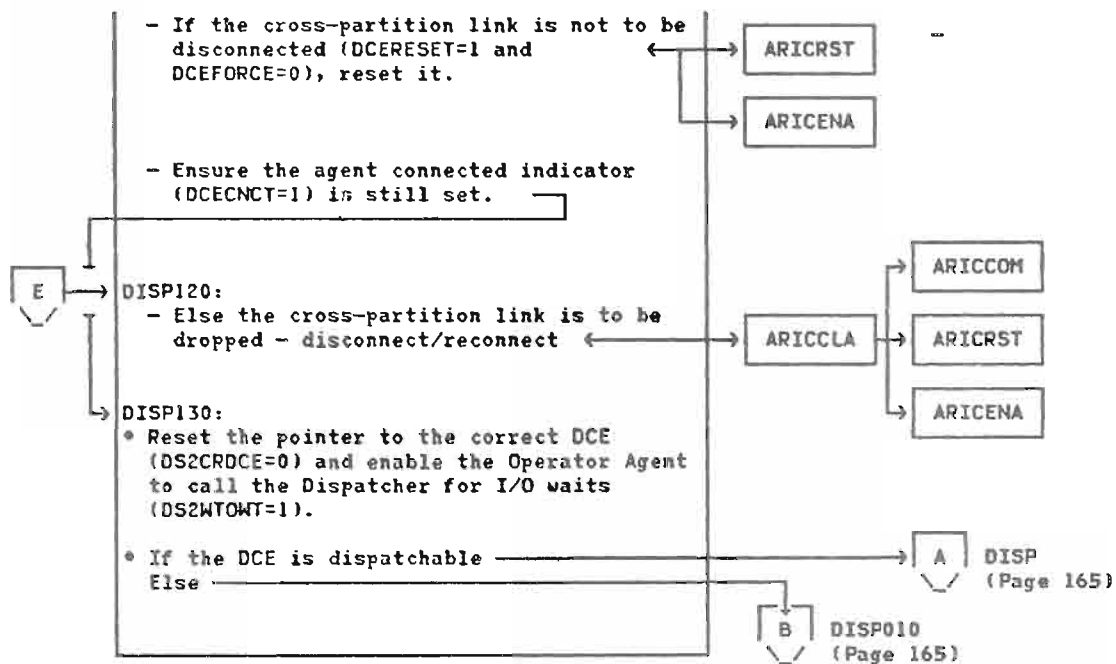 - If the cross-partition link is not to be
disconnected (DCERESET=1 and
DCEFORCE=0), reset it.
ARICRST
ARICENA
- Ensure the agent connected indicator
(DCECNCT=1) is still set.
ARICCOM
E
DISP120:
- Else the cross-partition link is to be
dropped - disconnect/reconnect
ARICCLA
ARICRST
ARICENA
DISP130:
• Reset the pointer to the correct DCE
(DS2CRDCE=0) and enable the Operator Agent
to call the Dispatcher for I/O waits
(DS2WTOWT=1).
• If the DCE is dispatchable
A DISP
Else
(Page 165)
B DISP010
(Page 165)